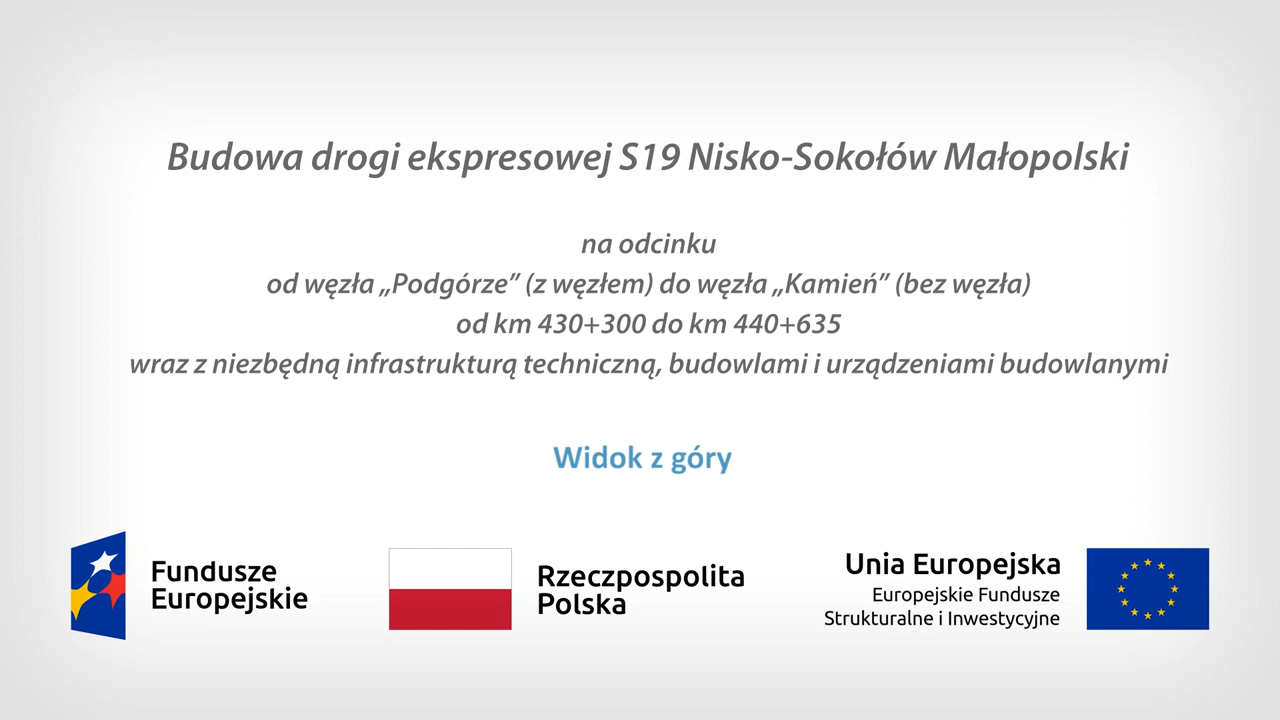 Budowa drogi ekspresowej S19 Nisko-Sokołów Małopolski
na odcinku
od węzła „Podgórze” (z węzłem) do węzła „Kamień” (bez węzła)
od km 430+300 do km 440+635
wraz z niezbędną infrastrukturą techniczną, budowlami i urządzeniami budowlanymi
Widok z góry
Fundusze
Europejskie
Rzeczpospolita
Polska
Unia Europejska
Europejskie Fundusze
Strukturalne i Inwestycyjne